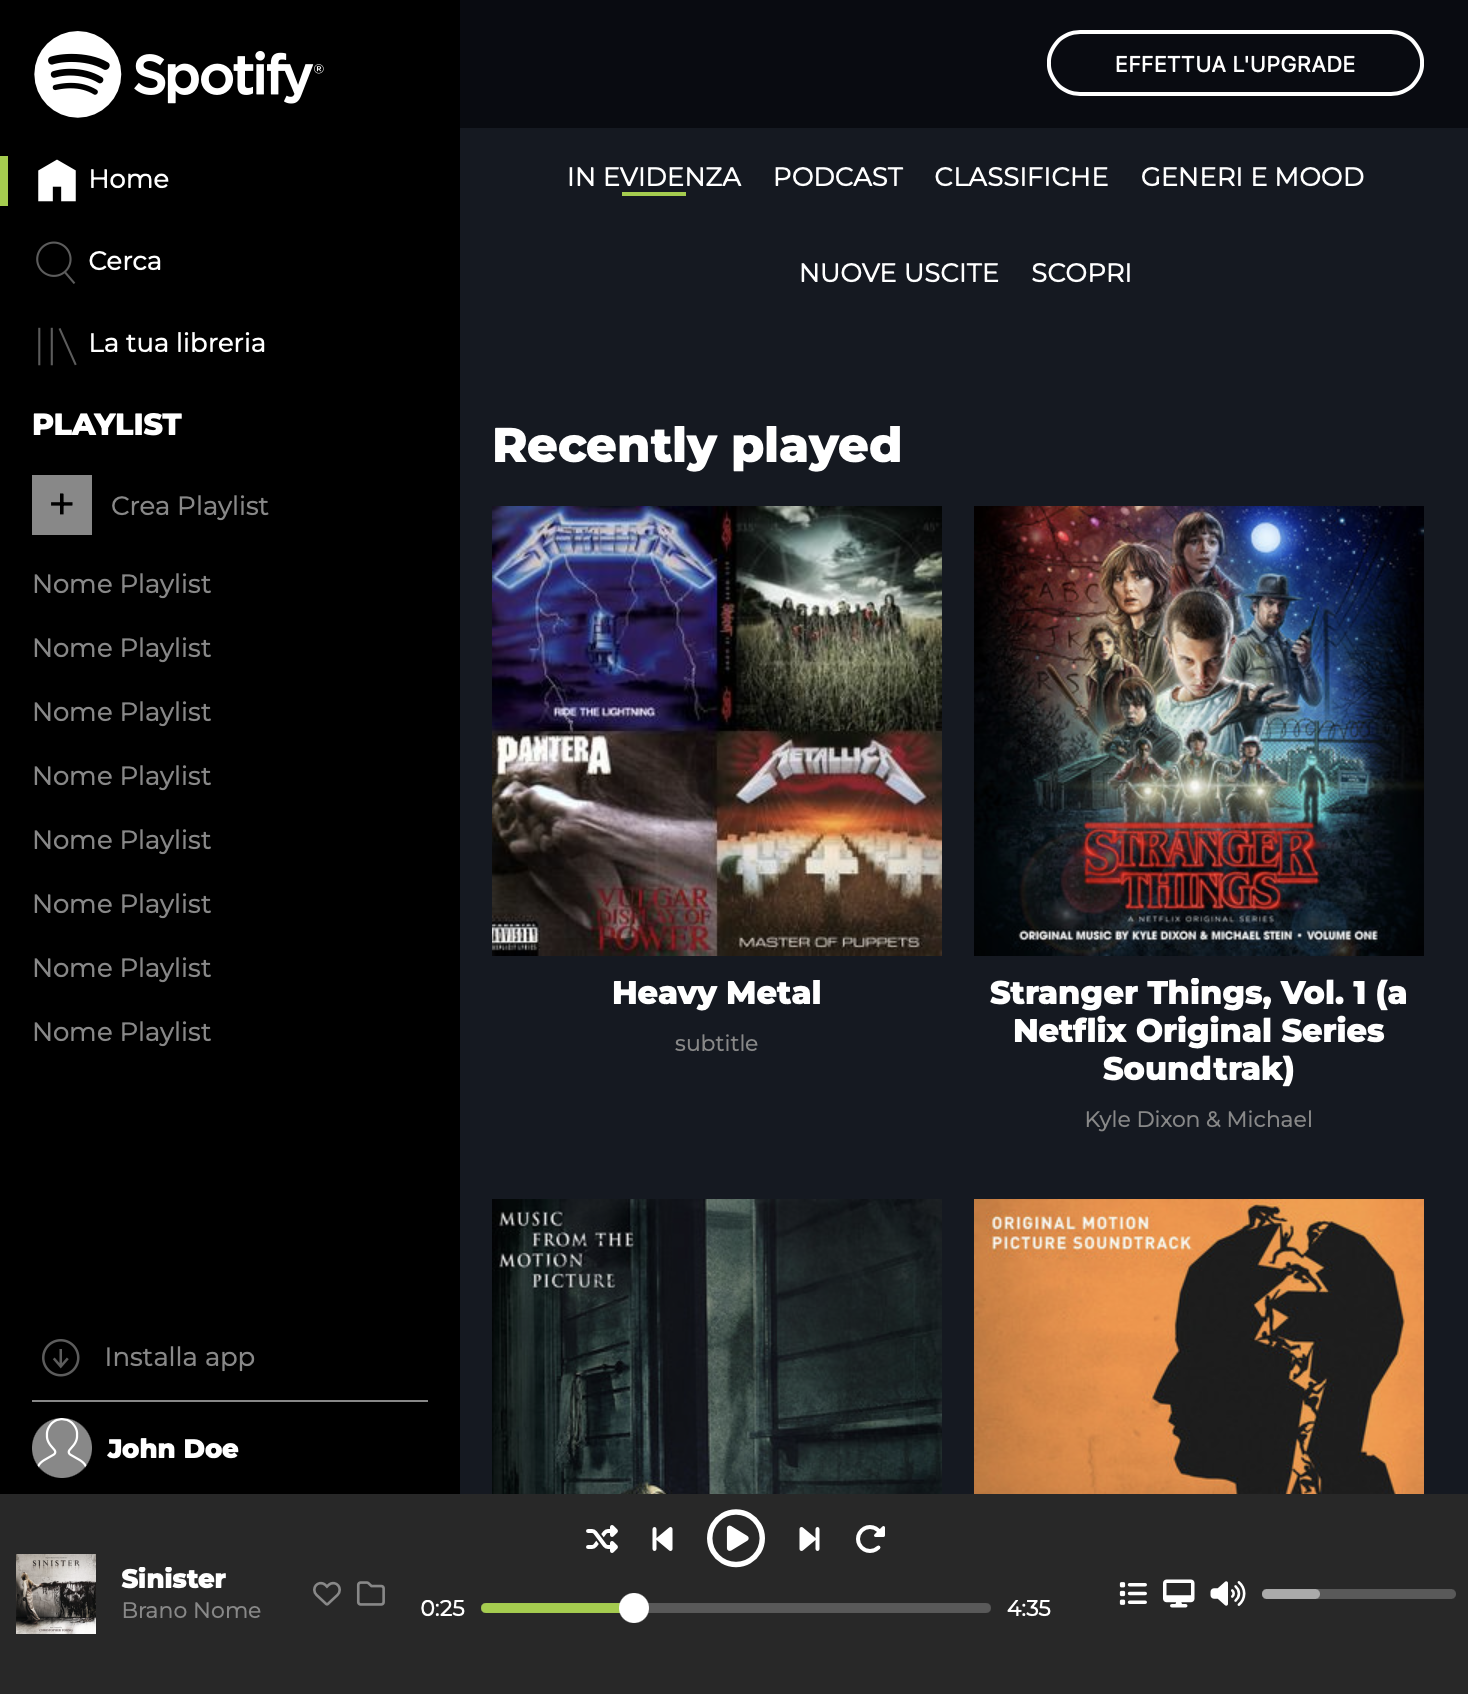 Spotify®
EFFETTUA L'UPGRADE
Home
Cerca
La tua libreria
PLAYLIST
Crea Playlist
Nome Playlist
Nome Playlist
Nome Playlist
Nome Playlist
Nome Playlist
Nome Playlist
Nome Playlist
Nome Playlist
Installa app
John Doe
IN EVIDENZA PODCAST CLASSIFICHE GENERI E MOOD
NUOVE USCITE SCOPRI
Recently played
METALLICA
RIDE THE LIGHTNING
PANTERA
VULGAR
DISPLAY OF
POWER
METALLICA
MASTER OF PUPPETS
Heavy Metal
subtitle
ABC
JK
RS
STRANGER
THINGS
A NETFLIX ORIGINAL SERIES
ORIGINAL MUSIC BY KYLE DIXON & MICHAEL STEIN • VOLUME ONE
Stranger Things, Vol. 1 (a
Netflix Original Series
Soundtrak)
Kyle Dixon & Michael
MUSIC
FROM THE
MOTION
PICTURE
ORIGINAL MOTION
PICTURE SOUNDTRACK
SINISTER
Sinister
Brano Nome
0:25
4:35